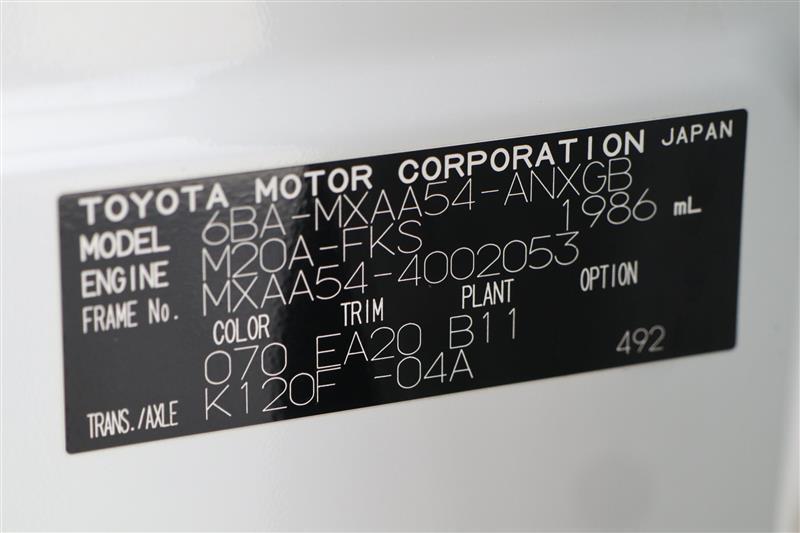 TOYOTA MOTOR CORPORATION JAPAN
MODEL 6BA-MXAA54-ANXGB
ENGINE M20A-FKS 1986 mL
FRAME No. MXAA54-4002053
COLOR TRIM PLANT OPTION
070 EA20 B11 492
TRANS./AXLE K120F -04A